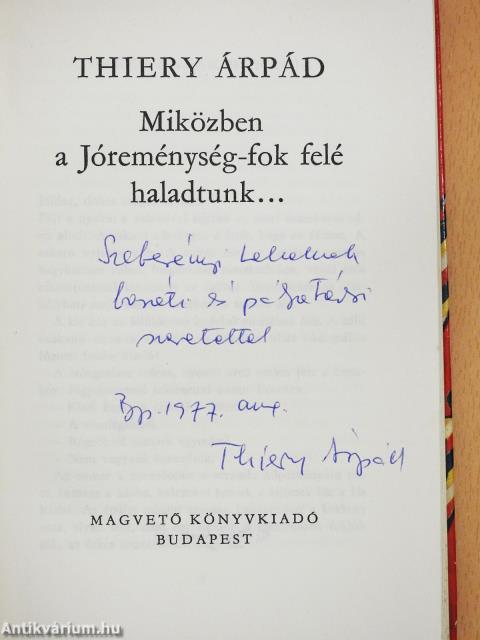 THIERY ÁRPÁD
Miközben
a Jóreménység-fok felé
haladtunk...
Szeberényi Lehelnek
baráti és pályatársi
szeretettel
Bp. 1977. aug.
Thiery Árpád
MAGVETŐ KÖNYVKIADÓ
BUDAPEST
Antikvárium.hu